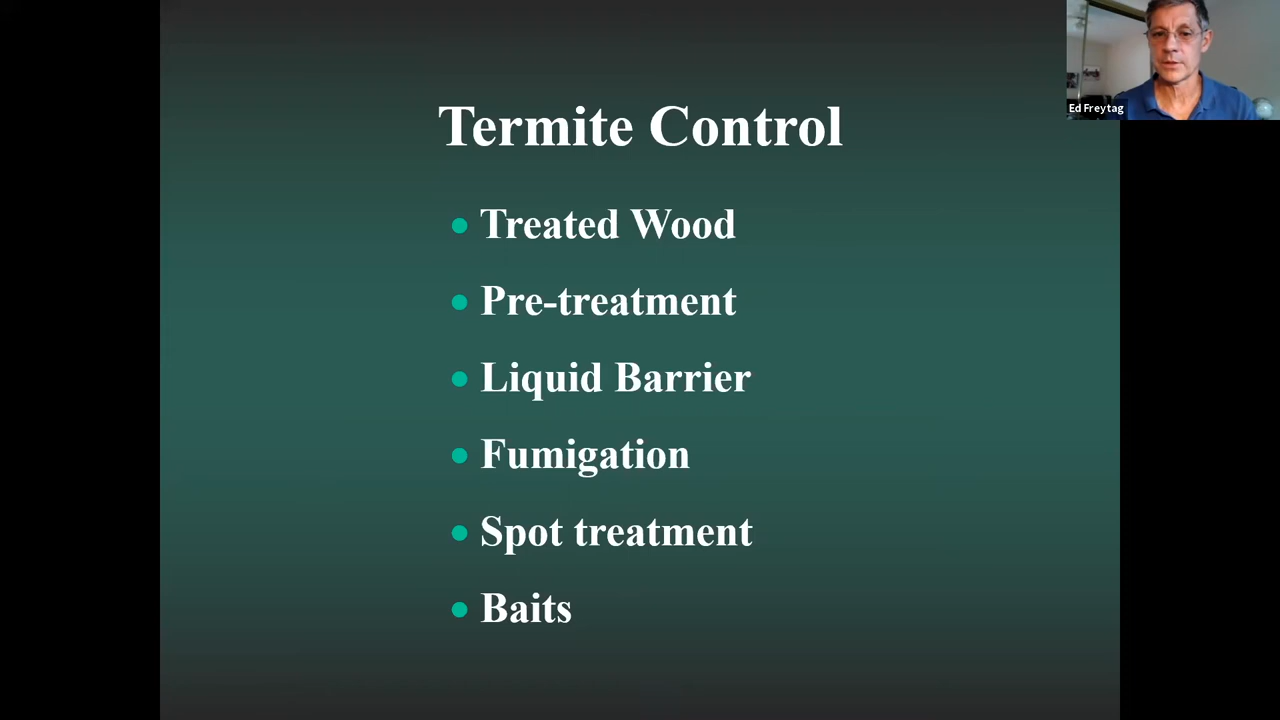 Termite Control
Treated Wood
Pre-treatment
Liquid Barrier
Fumigation
Spot treatment
Baits
Ed Freytag